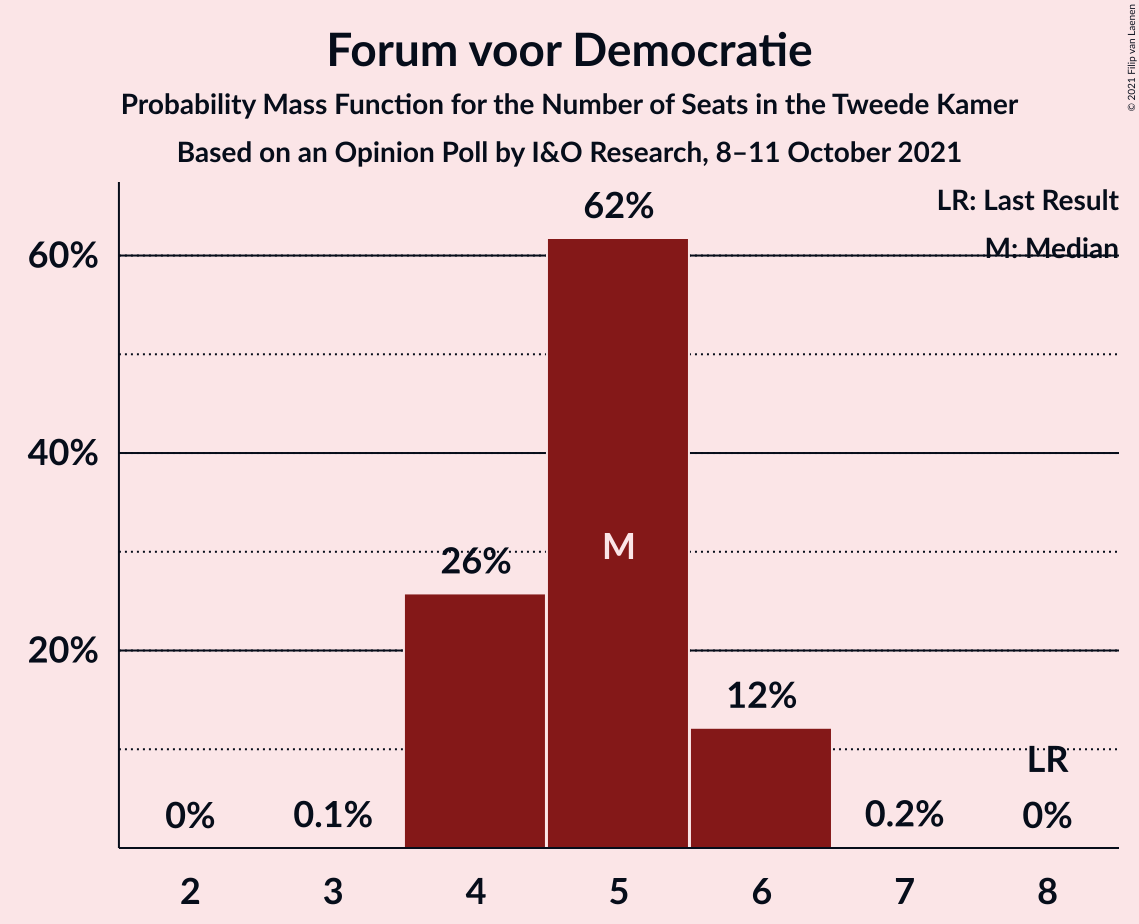 Forum voor Democratie
Probability Mass Function for the Number of Seats in the Tweede Kamer
Based on an Opinion Poll by I&O Research, 8–11 October 2021
© 2021 Filip van Laenen
LR: Last Result
M: Median
62%
60%
40%
26%
M
20%
12%
LR
0%
0.1%
0.2%
0%
2
3
4
5
6
7
8